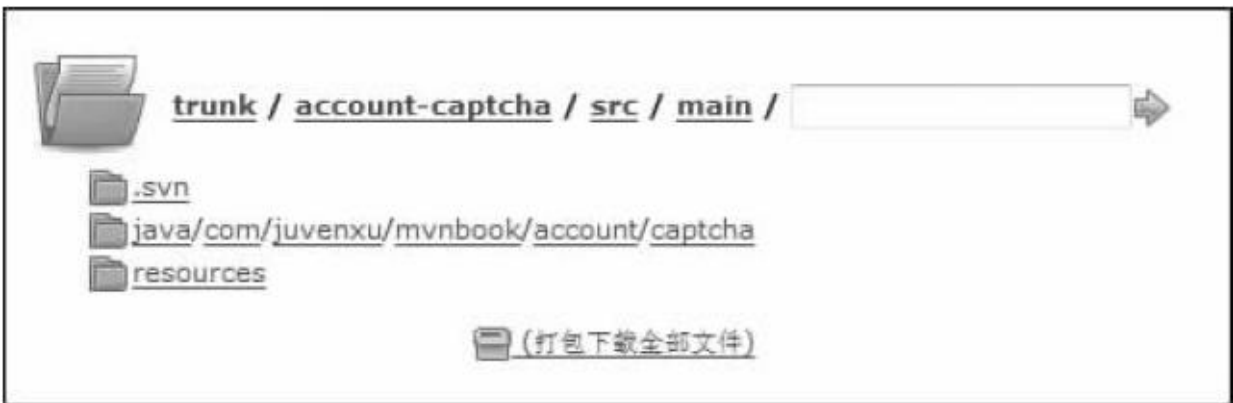 trunk / account-captcha / src / main /
.svn
java/com/juvenxu/mvnbook/account/captcha
resources
(打包下载全部文件)